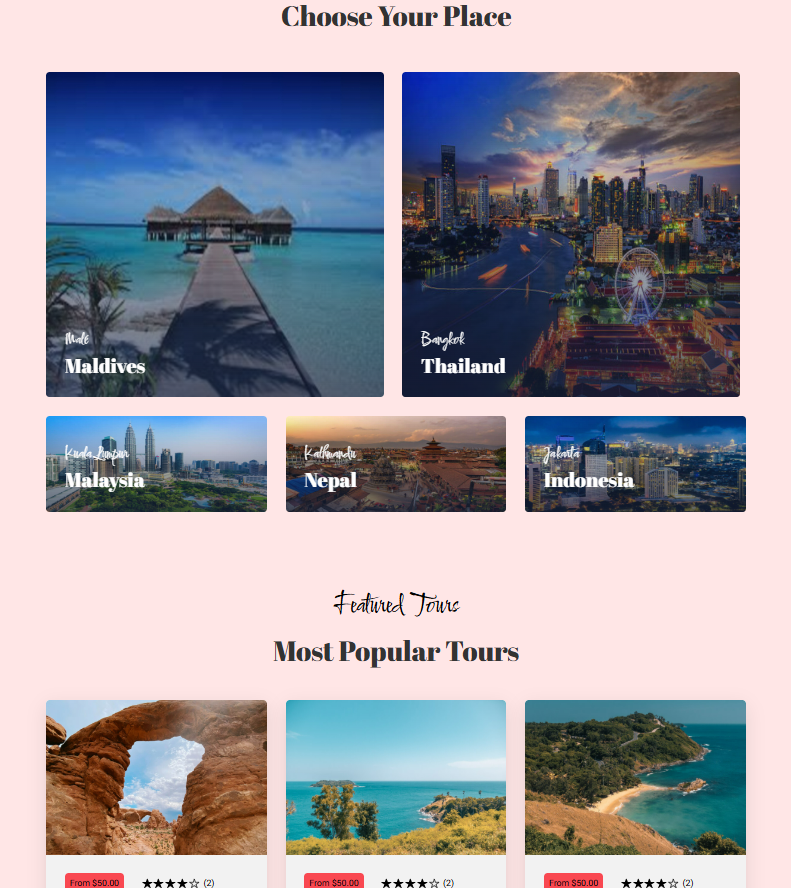 Choose Your Place
Malé
Maldives
Bangkok
Thailand
Kuala Lumpur
Malaysia
Kathmandu
Nepal
Jakarta
Indonesia
Featured Tours
Most Popular Tours
From $50.00 ★★★★☆ (2)
From $50.00 ★★★★☆ (2)
From $50.00 ★★★★☆ (2)